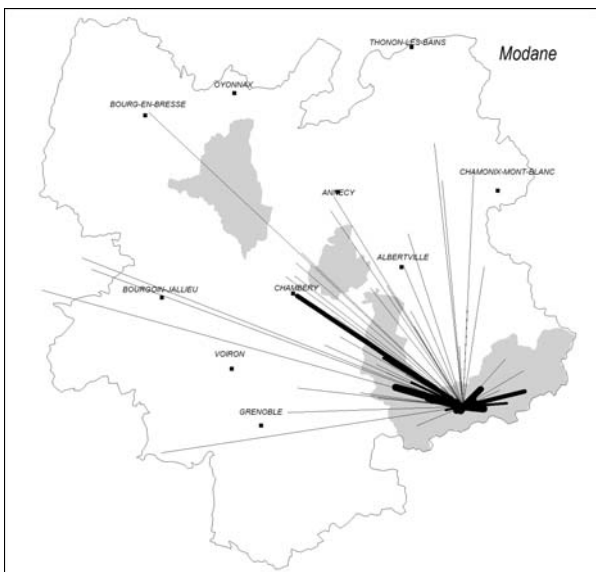 THONON-LES-BAINS
Modane
OYONNAX
BOURG-EN-BRESSE
CHAMONIX-MONT-BLANC
ANNECY
ALBERTVILLE
BOURGOIN-JALLIEU
CHAMBERY
VOIRON
GRENOBLE